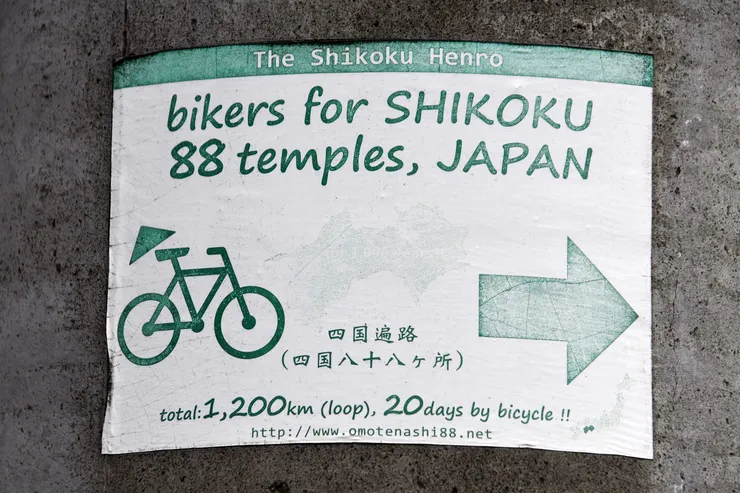 The Shikoku Henro
bikers for SHIKOKU
88 temples, JAPAN
四国遍路
(四国八十八ヶ所)
total:1,200km (loop), 20days by bicycle !!
http://www.omotenashi88.net